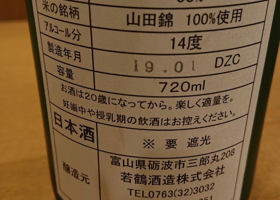 米の銘柄 山田錦 100%使用
アルコール分 14度
製造年月 19.01 DZC
容量 720ml
お酒は20歳になってから。楽しく適量を。
妊娠中や授乳期の飲酒はお控えください。
日本酒 ※要 遮光
醸造元 富山県砺波市三郎丸208
若鶴酒造株式会社
TEL0763(32)3032